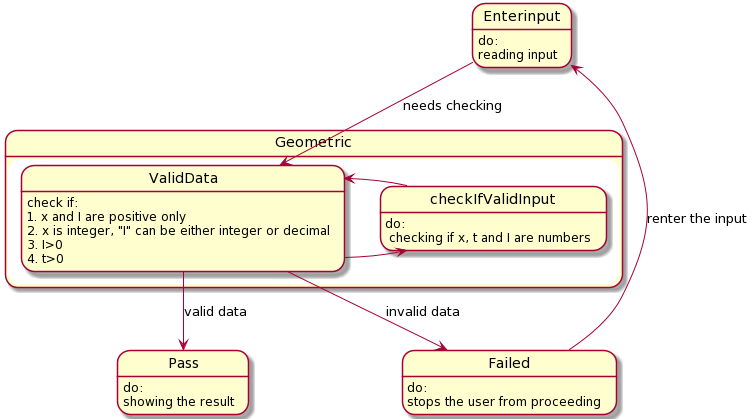 Enterinput
do:
reading input
needs checking
Geometric
ValidData
check if:
1. x and I are positive only
2. x is integer, "I" can be either integer or decimal
3. I>0
4. t>0
checkIfValidInput
do:
checking if x, t and I are numbers
renter the input
valid data
invalid data
Pass
do:
showing the result
Failed
do:
stops the user from proceeding